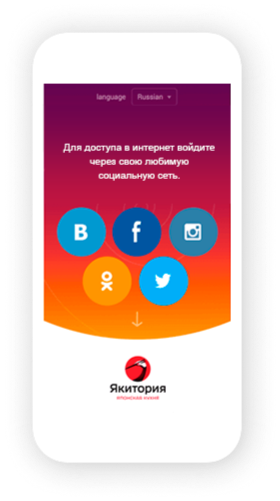 language Russian
Для доступа в интернет войдите
через свою любимую
социальную сеть.
Якитория
ЯПОНСКАЯ КУХНЯ